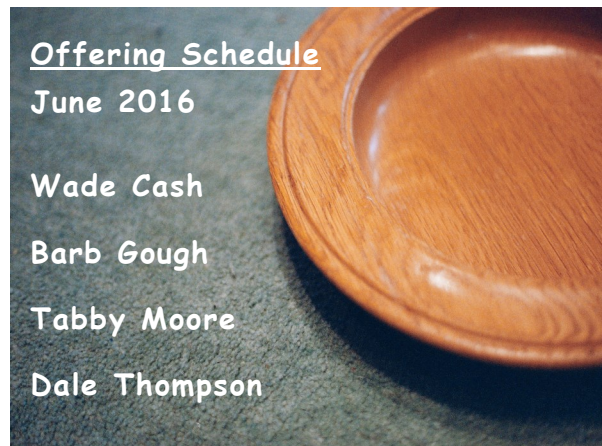 Offering Schedule
June 2016
Wade Cash
Barb Gough
Tabby Moore
Dale Thompson